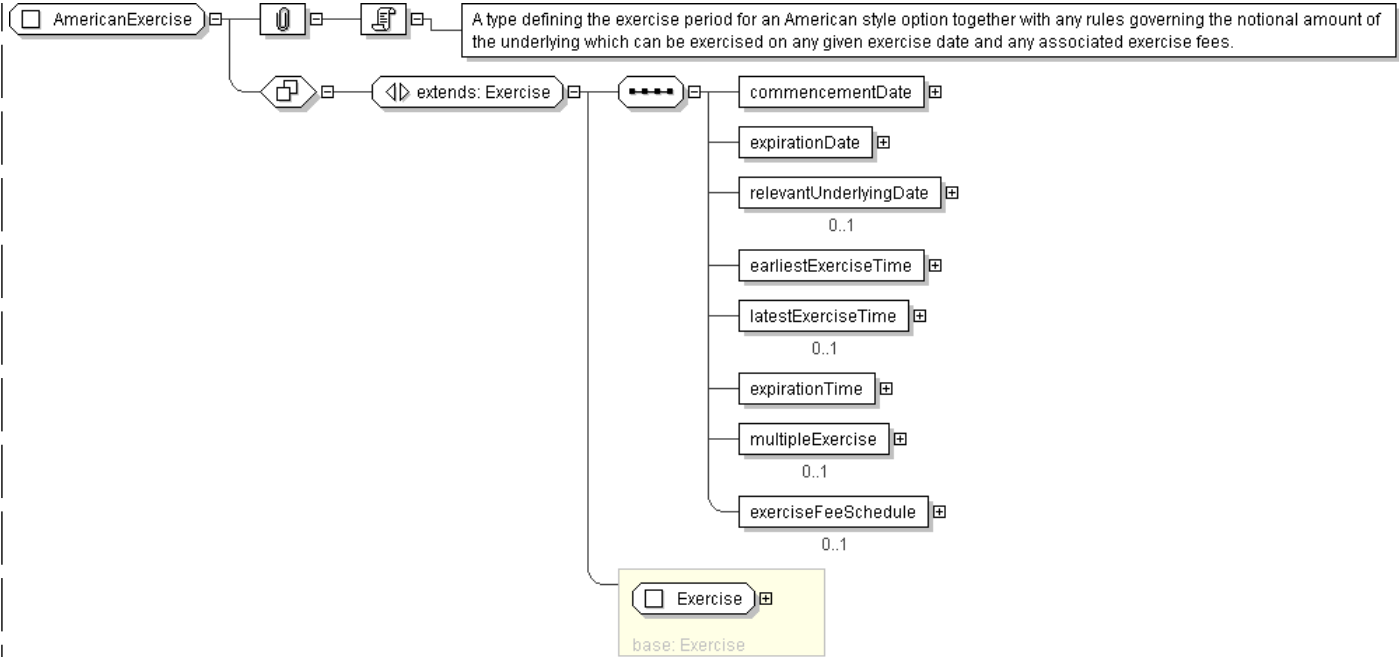 AmericanExercise
A type defining the exercise period for an American style option together with any rules governing the notional amount of
the underlying which can be exercised on any given exercise date and any associated exercise fees.
extends: Exercise
commencementDate
expirationDate
relevantUnderlyingDate
0..1
earliestExerciseTime
latestExerciseTime
0..1
expirationTime
multipleExercise
0..1
exerciseFeeSchedule
0..1
Exercise
base: Exercise